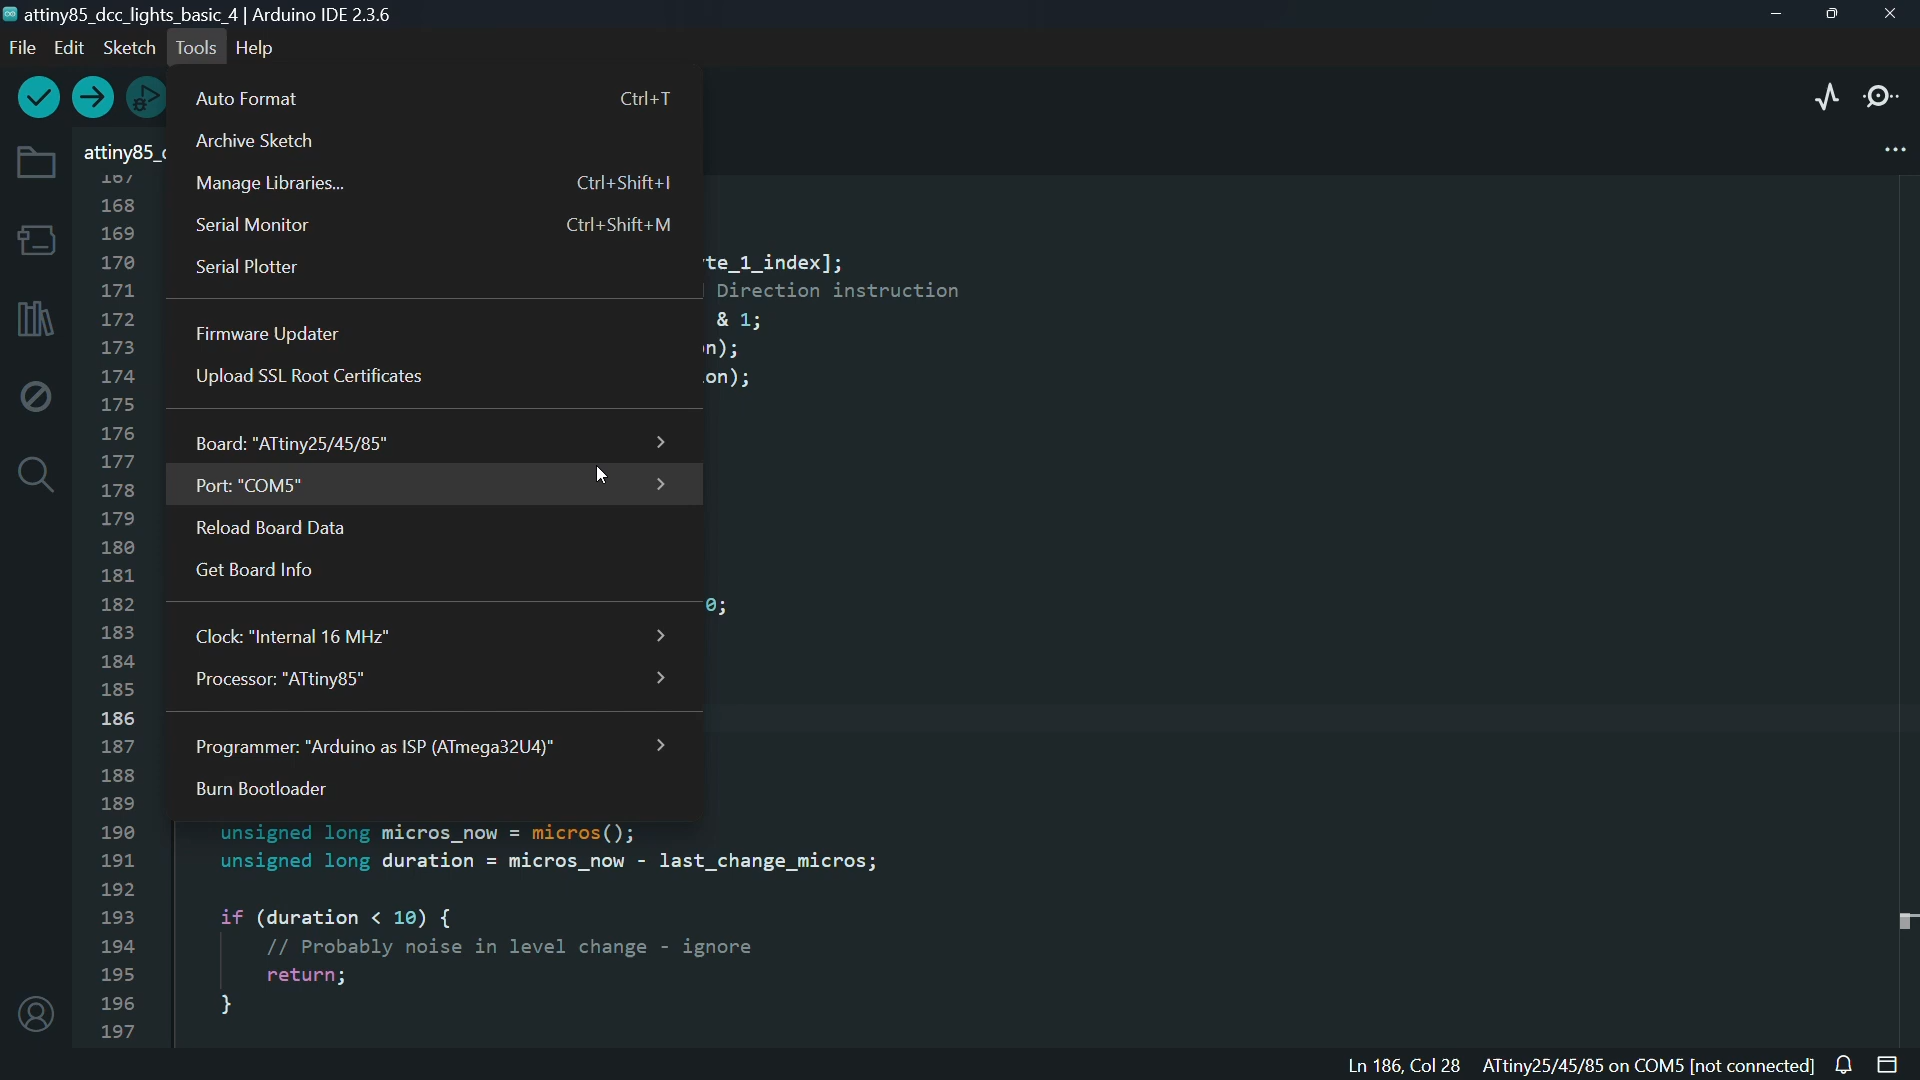 attiny85_dcc_lights_basic_4 | Arduino IDE 2.3.6
File Edit Sketch Tools Help
Auto Format Ctrl+T
Archive Sketch
attiny85_
Manage Libraries... Ctrl+Shift+I
167
168
Serial Monitor Ctrl+Shift+M
169
Serial Plotter
170 te_1_index];
171 Direction instruction
172 & 1;
Firmware Updater
173 n);
174 on);
Upload SSL Root Certificates
175
176
Board: "ATtiny25/45/85"
177
178
Port: "COM5"
179
Reload Board Data
180
Get Board Info
181
182 0;
183
Clock: "Internal 16 MHz"
184
Processor: "ATtiny85"
185
186
187
Programmer: "Arduino as ISP (ATmega32U4)"
188
Burn Bootloader
189
190 unsigned long micros_now = micros();
191 unsigned long duration = micros_now - last_change_micros;
192
193 if (duration < 10) {
194 // Probably noise in level change - ignore
195 return;
196 }
197
Ln 186, Col 28 ATtiny25/45/85 on COM5 [not connected]